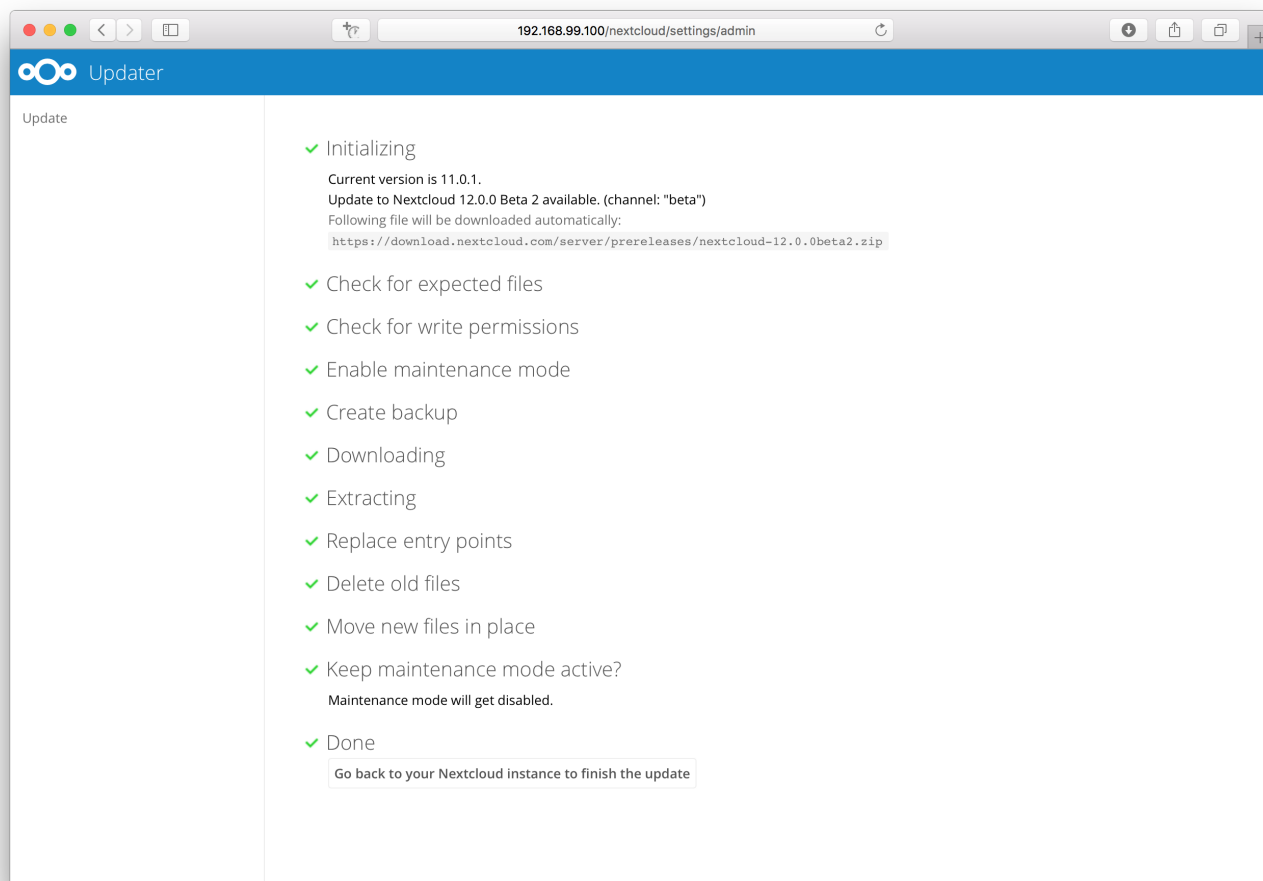 192.168.99.100/nextcloud/settings/admin
Updater
Update
Initializing
Current version is 11.0.1.
Update to Nextcloud 12.0.0 Beta 2 available. (channel: "beta")
Following file will be downloaded automatically:
https://download.nextcloud.com/server/prereleases/nextcloud-12.0.0beta2.zip
Check for expected files
Check for write permissions
Enable maintenance mode
Create backup
Downloading
Extracting
Replace entry points
Delete old files
Move new files in place
Keep maintenance mode active?
Maintenance mode will get disabled.
Done
Go back to your Nextcloud instance to finish the update